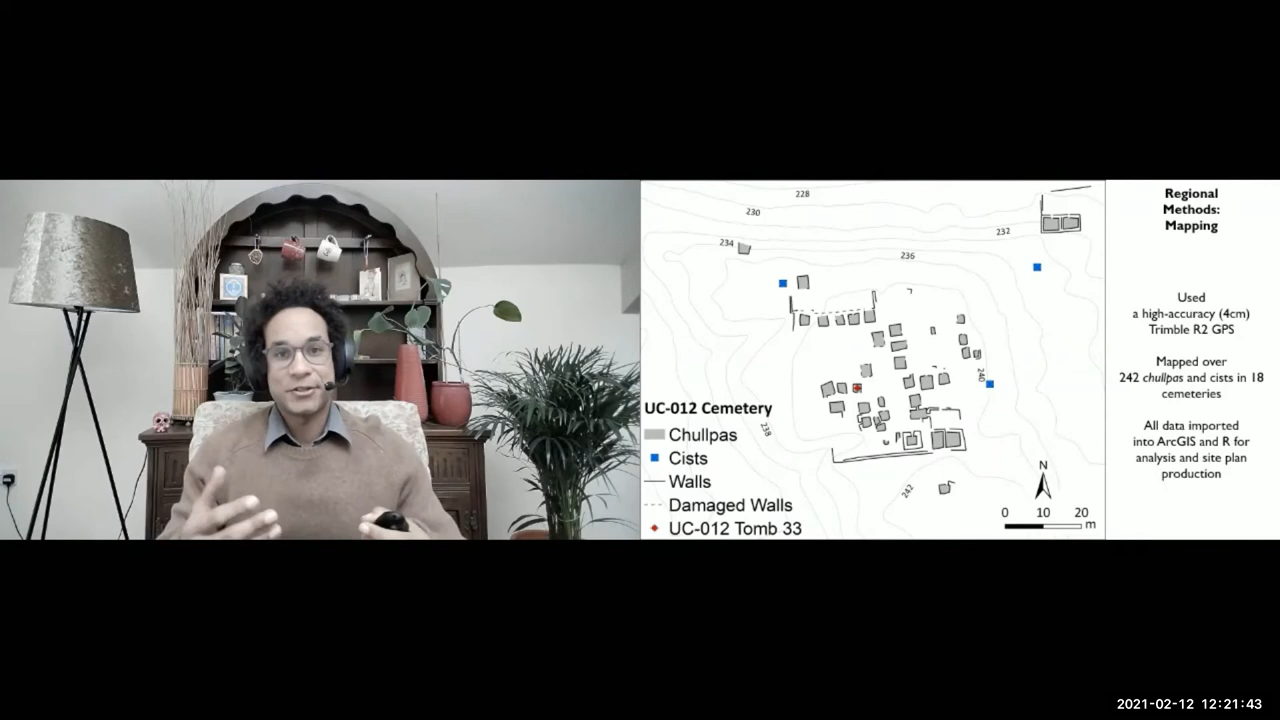 228
230
232
234
236
240
238
242
UC-012 Cemetery
Chullpas
Cists
Walls
Damaged Walls
UC-012 Tomb 33
N
0 10 20
m
Regional
Methods:
Mapping
Used
a high-accuracy (4cm)
Trimble R2 GPS
Mapped over
242 chullpas and cists in 18
cemeteries
All data imported
into ArcGIS and R for
analysis and site plan
production
2021-02-12 12:21:43